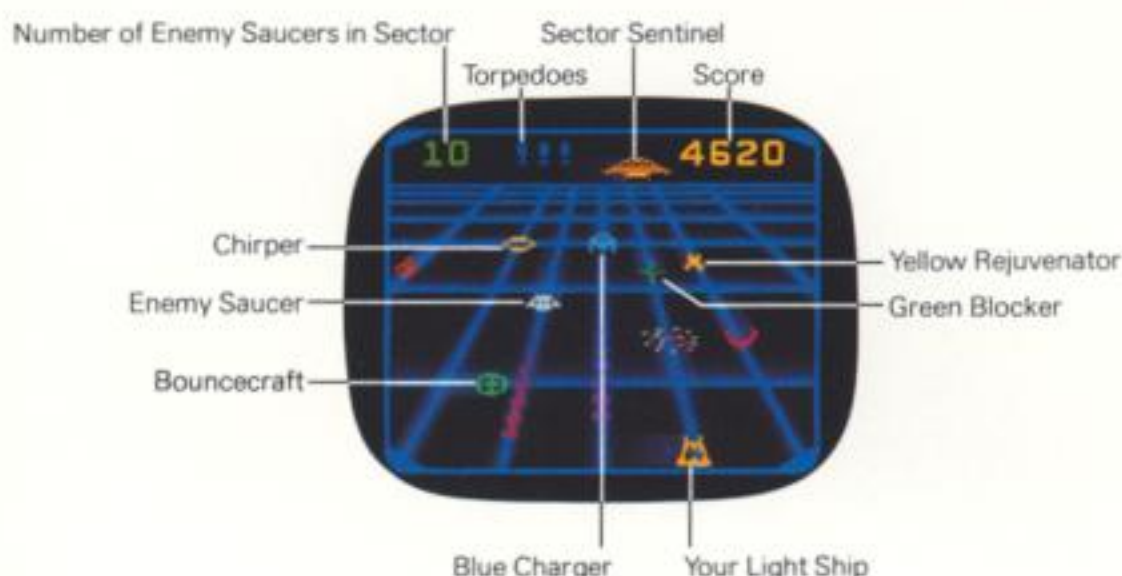 Number of Enemy Saucers in Sector
Sector Sentinel
Torpedoes
Score
10
4620
Chirper
Yellow Rejuvenator
Enemy Saucer
Green Blocker
Bouncecraft
Blue Charger
Your Light Ship